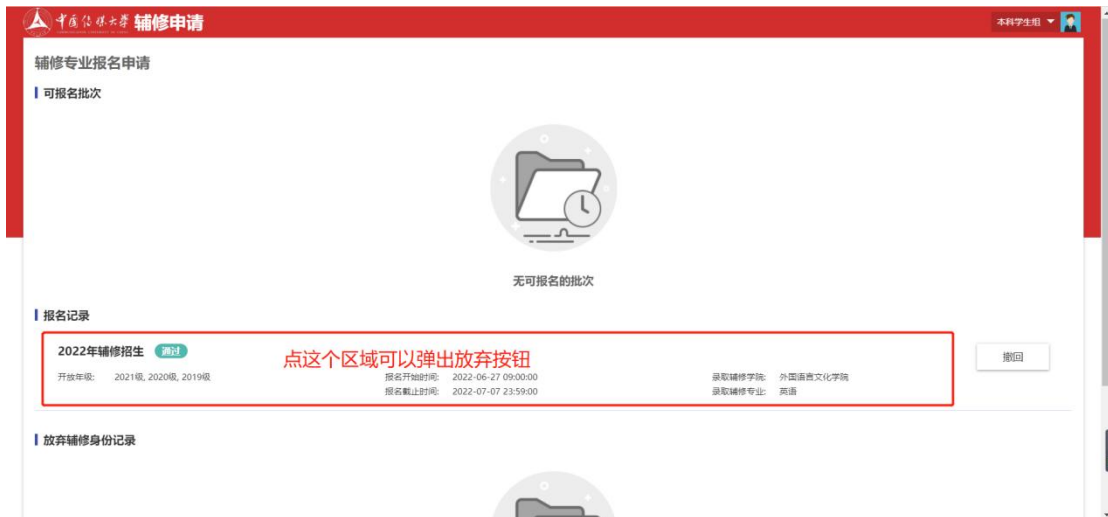 中国传媒大学 辅修申请
本科学生组
辅修专业报名申请
可报名批次
无可报名的批次
报名记录
2022年辅修招生 通过
点这个区域可以弹出放弃按钮
撤回
开放年级: 2021级, 2020级, 2019级 报名开始时间: 2022-06-27 09:00:00 录取辅修学院: 外国语言文化学院
报名截止时间: 2022-07-07 23:59:00 录取辅修专业: 英语
放弃辅修身份记录